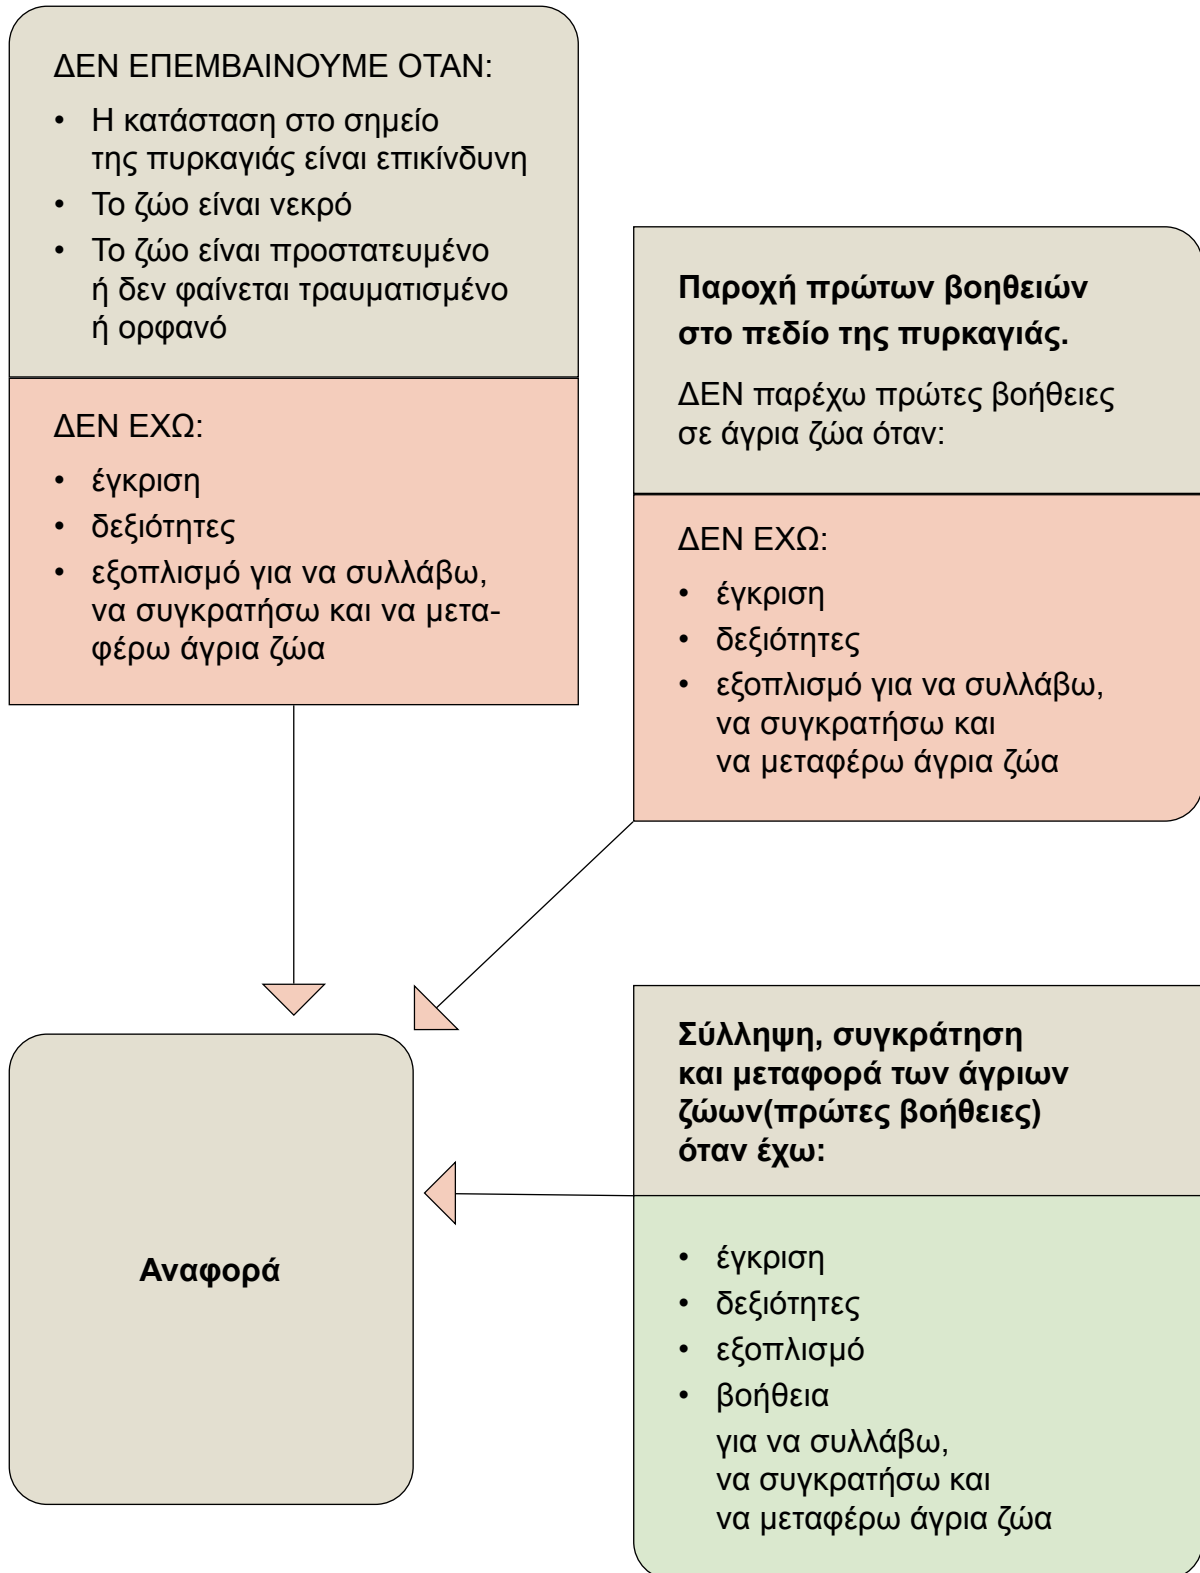 ΔΕΝ ΕΠΕΜΒΑΙΝΟΥΜΕ ΟΤΑΝ:
• Η κατάσταση στο σημείο
της πυρκαγιάς είναι επικίνδυνη
• Το ζώο είναι νεκρό
• Το ζώο είναι προστατευμένο
ή δεν φαίνεται τραυματισμένο
ή ορφανό
ΔΕΝ ΕΧΩ:
• έγκριση
• δεξιότητες
• εξοπλισμό για να συλλάβω,
να συγκρατήσω και να μετα-
φέρω άγρια ζώα
Παροχή πρώτων βοηθειών
στο πεδίο της πυρκαγιάς.
ΔΕΝ παρέχω πρώτες βοήθειες
σε άγρια ζώα όταν:
ΔΕΝ ΕΧΩ:
• έγκριση
• δεξιότητες
• εξοπλισμό για να συλλάβω,
να συγκρατήσω και
να μεταφέρω άγρια ζώα
Αναφορά
Σύλληψη, συγκράτηση
και μεταφορά των άγριων
ζώων(πρώτες βοήθειες)
όταν έχω:
• έγκριση
• δεξιότητες
• εξοπλισμό
• βοήθεια
για να συλλάβω,
να συγκρατήσω και
να μεταφέρω άγρια ζώα